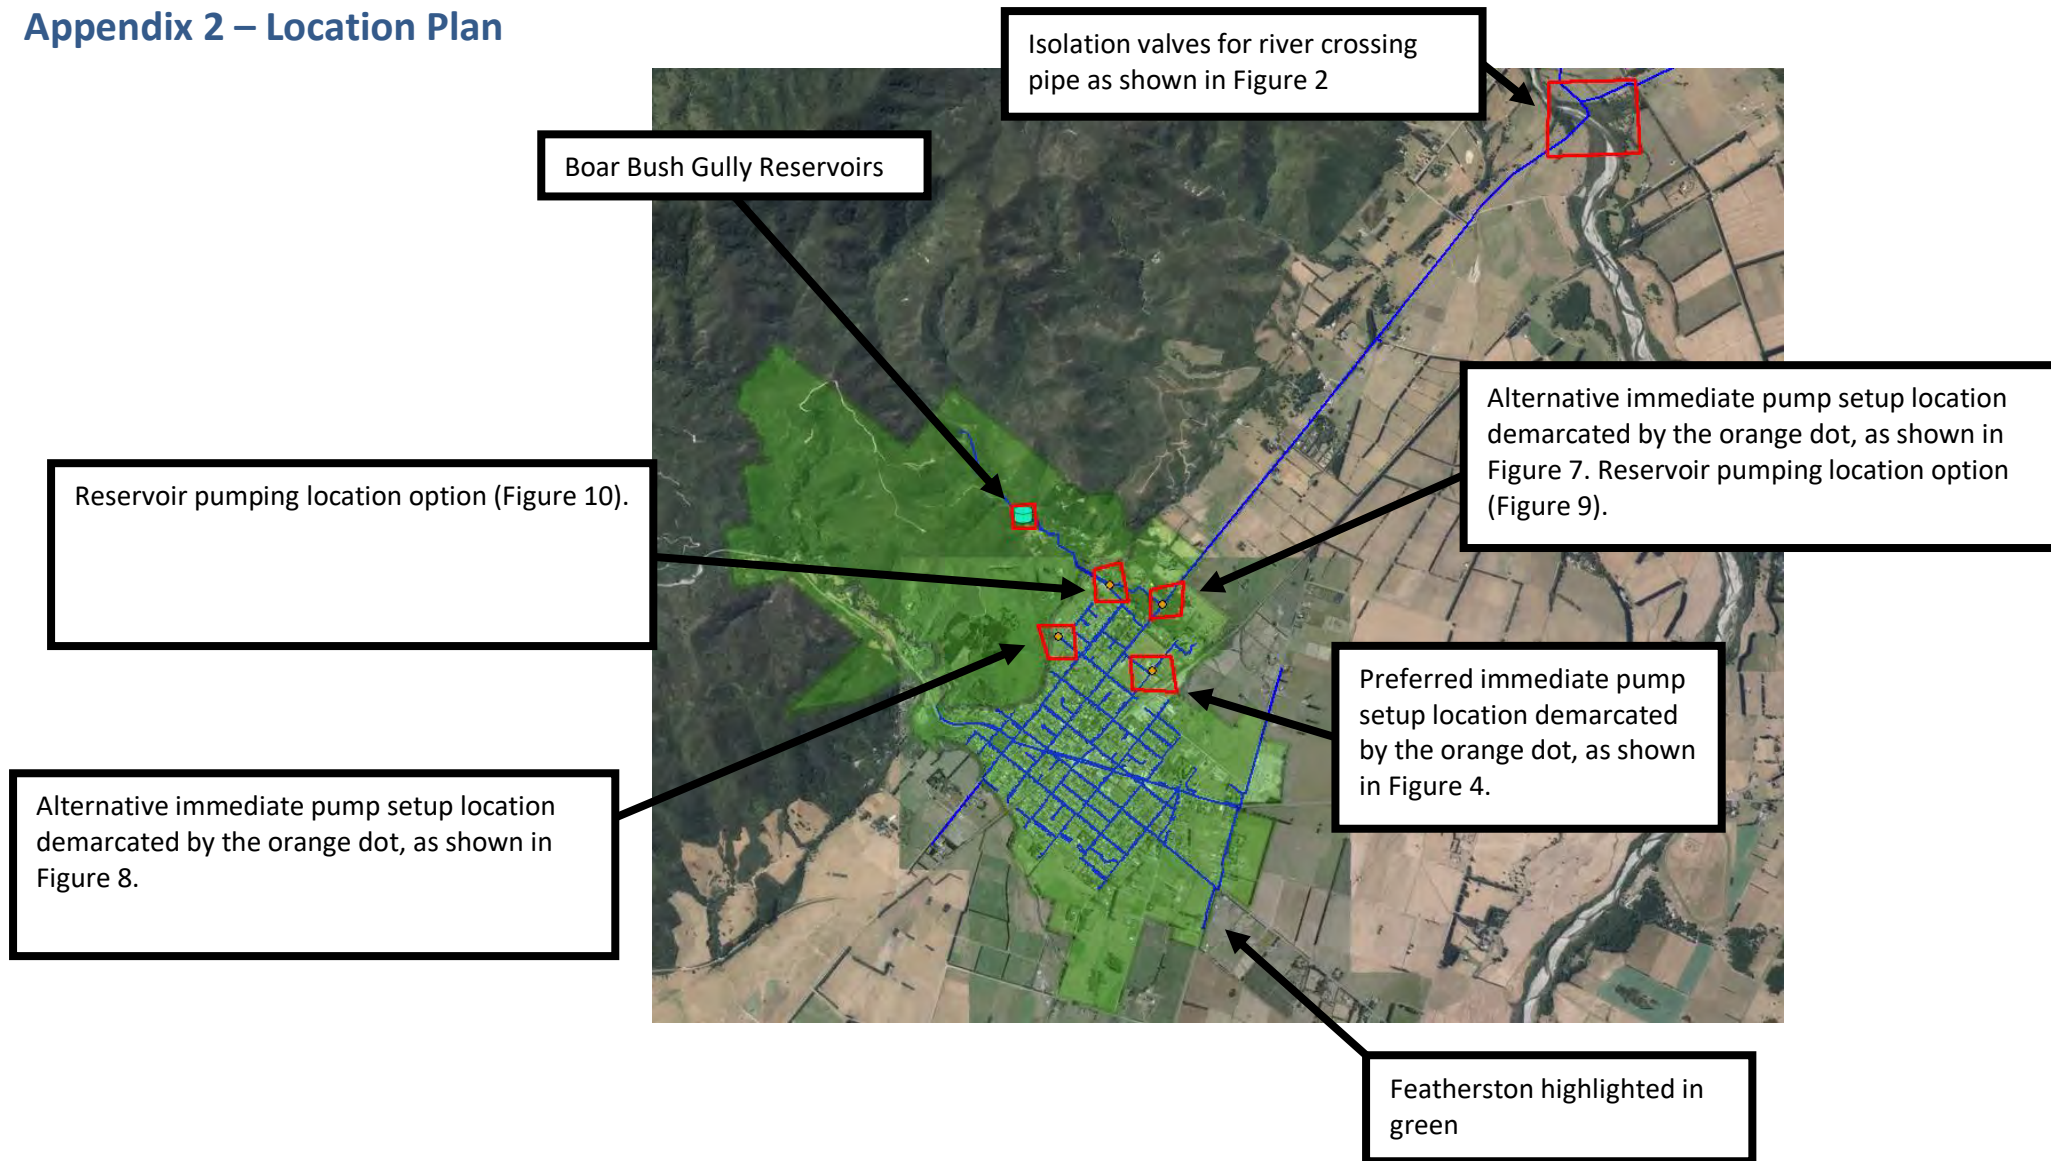 Appendix 2 – Location Plan
Isolation valves for river crossing
pipe as shown in Figure 2
Boar Bush Gully Reservoirs
Alternative immediate pump setup location
demarcated by the orange dot, as shown in
Figure 7. Reservoir pumping location option
(Figure 9).
Reservoir pumping location option (Figure 10).
Preferred immediate pump
setup location demarcated
by the orange dot, as shown
in Figure 4.
Alternative immediate pump setup location
demarcated by the orange dot, as shown in
Figure 8.
Featherston highlighted in
green